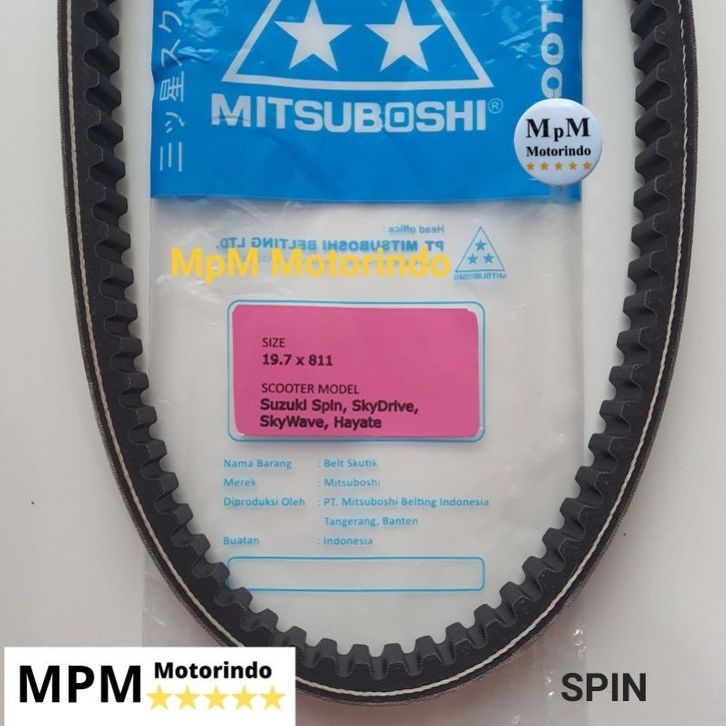 三ツ星スク
MITSUBOSHI®
SCOOT
MpM
Motorindo
Head office :
PT. MITSUBOSHI BELTING LTD.
MITSUBOSHI
MpM Motorindo
SIZE
19.7 x 811
SCOOTER MODEL
Suzuki Spin, SkyDrive,
SkyWave, Hayate
Nama Barang : Belt Skutik
Merek : Mitsuboshi
Diproduksi Oleh : PT. Mitsuboshi Belting Indonesia
Tangerang, Banten
Buatan : Indonesia
MPM Motorindo
SPIN